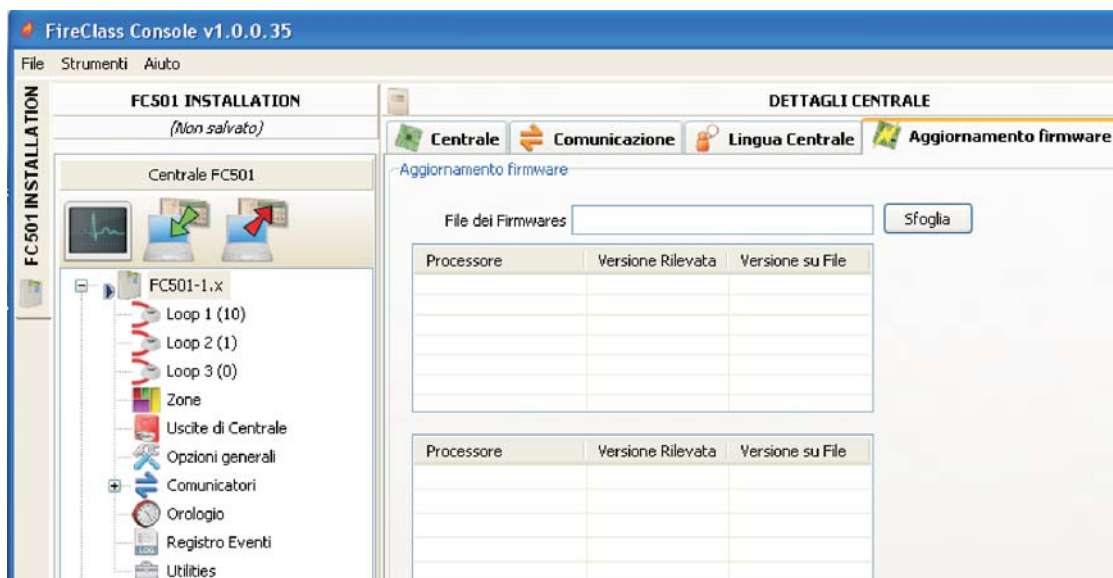 FireClass Console v1.0.0.35
File Strumenti Aiuto
FC501 INSTALLATION
FC501 INSTALLATION
(Non salvato)
Centrale FC501
FC501-1.x
Loop 1 (10)
Loop 2 (1)
Loop 3 (0)
Zone
Uscite di Centrale
Opzioni generali
Comunicatori
Orologio
LOG
Registro Eventi
Utilities
DETTAGLI CENTRALE
Centrale Comunicazione Lingua Centrale Aggiornamento firmware
Aggiornamento firmware
File dei Firmwares Sfoglia
Processore Versione Rilevata Versione su File
Processore Versione Rilevata Versione su File